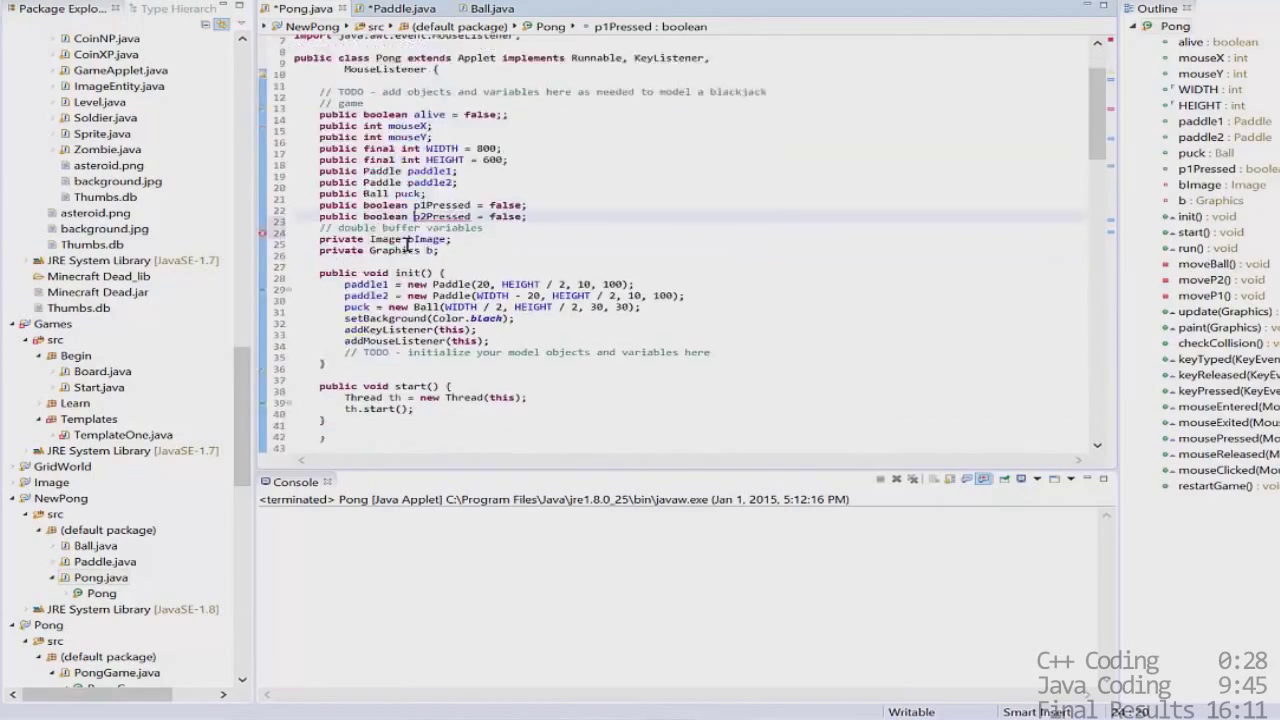 Package Explo...
Type Hierarch
*Pong.java
*Paddle.java
Ball.java
Outline
NewPong
src
(default package)
Pong
p1Pressed : boolean
CoinNP.java
CoinXP.java
GameApplet.java
ImageEntity.java
Level.java
Soldier.java
Sprite.java
Zombie.java
asteroid.png
background.jpg
Thumbs.db
asteroid.png
background.jpg
Thumbs.db
JRE System Library [JavaSE-1.7]
Minecraft Dead_lib
Minecraft Dead.jar
Thumbs.db
Games
src
Begin
Board.java
Start.java
Learn
Templates
TemplateOne.java
JRE System Library [JavaSE-1.7]
GridWorld
Image
NewPong
src
(default package)
Ball.java
Paddle.java
Pong.java
Pong
JRE System Library [JavaSE-1.8]
Pong
src
(default package)
PongGame.java
7 import java.awt.event.MouseListener;
8
9 public class Pong extends Applet implements Runnable, KeyListener,
10 MouseListener {
11
12 // TODO - add objects and variables here as needed to model a blackjack
13 // game
14 public boolean alive = false;;
15 public int mouseX;
16 public int mouseY;
17 public final int WIDTH = 800;
18 public final int HEIGHT = 600;
19 public Paddle paddle1;
20 public Paddle paddle2;
21 public Ball puck;
22 public boolean p1Pressed = false;
23 public boolean p2Pressed = false;
24 // double buffer variables
25 private Image bImage;
26 private Graphics b;
28 public void init() {
29 paddle1 = new Paddle(20, HEIGHT / 2, 10, 100);
30 paddle2 = new Paddle(WIDTH - 20, HEIGHT / 2, 10, 100);
31 puck = new Ball(WIDTH / 2, HEIGHT / 2, 30, 30);
32 setBackground(Color.black);
33 addKeyListener(this);
34 addMouseListener(this);
35 // TODO - initialize your model objects and variables here
36 }
37
38 public void start() {
39 Thread th = new Thread(this);
40 th.start();
41 }
42
43
Console
<terminated> Pong [Java Applet] C:\Program Files\Java\jre1.8.0_25\bin\javaw.exe (Jan 1, 2015, 5:12:16 PM)
Pong
alive : boolean
mouseX : int
mouseY : int
WIDTH : int
HEIGHT : int
paddle1 : Paddle
paddle2 : Paddle
puck : Ball
p1Pressed : boolea
bImage : Image
b : Graphics
init() : void
start() : void
run() : void
moveBall() : void
moveP2() : void
moveP1() : void
update(Graphics) :
paint(Graphics) : v
checkCollision() : v
keyTyped(KeyEven
keyReleased(KeyE
keyPressed(KeyEv
mouseEntered(Mo
mouseExited(Mou
mousePressed(Mo
mouseReleased(M
mouseClicked(Mou
restartGame() : vo
C++ Coding 0:28
Java Coding 9:45
Final Results 16:11
Writable
Smart Insert